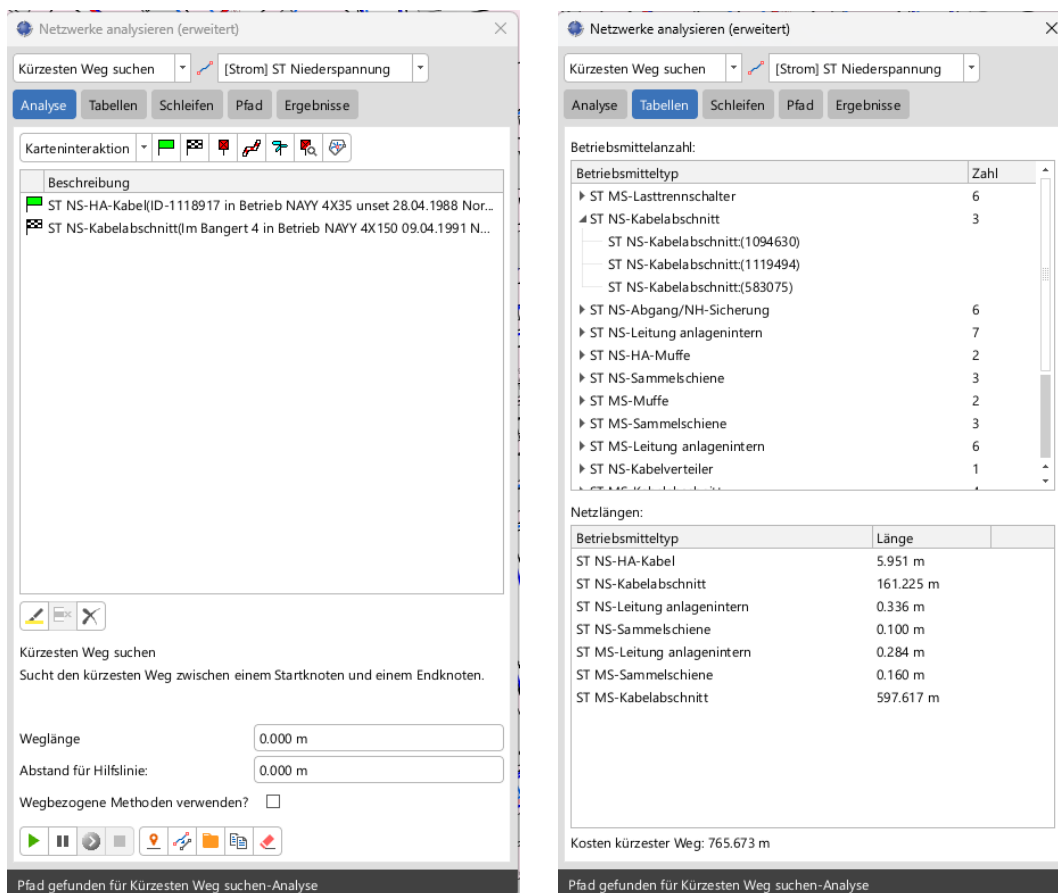 Netzwerke analysieren (erweitert)
Kürzesten Weg suchen [Strom] ST Niederspannung
Analyse Tabellen Schleifen Pfad Ergebnisse
Karteninteraktion
Beschreibung
ST NS-HA-Kabel(ID-1118917 in Betrieb NAYY 4X35 unset 28.04.1988 Nor...
ST NS-Kabelabschnitt(Im Bangert 4 in Betrieb NAYY 4X150 09.04.1991 N...
Kürzesten Weg suchen
Sucht den kürzesten Weg zwischen einem Startknoten und einem Endknoten.
Weglänge 0.000 m
Abstand für Hilfslinie: 0.000 m
Wegbezogene Methoden verwenden?
Pfad gefunden für Kürzesten Weg suchen-Analyse
Netzwerke analysieren (erweitert)
Kürzesten Weg suchen [Strom] ST Niederspannung
Analyse Tabellen Schleifen Pfad Ergebnisse
Betriebsmittelanzahl:
Betriebsmitteltyp Zahl
ST MS-Lasttrennschalter 6
ST NS-Kabelabschnitt 3
ST NS-Kabelabschnitt:(1094630)
ST NS-Kabelabschnitt:(1119494)
ST NS-Kabelabschnitt:(583075)
ST NS-Abgang/NH-Sicherung 6
ST NS-Leitung anlagenintern 7
ST NS-HA-Muffe 2
ST NS-Sammelschiene 3
ST MS-Muffe 2
ST MS-Sammelschiene 3
ST MS-Leitung anlagenintern 6
ST NS-Kabelverteiler 1
Netzlängen:
Betriebsmitteltyp Länge
ST NS-HA-Kabel 5.951 m
ST NS-Kabelabschnitt 161.225 m
ST NS-Leitung anlagenintern 0.336 m
ST NS-Sammelschiene 0.100 m
ST MS-Leitung anlagenintern 0.284 m
ST MS-Sammelschiene 0.160 m
ST MS-Kabelabschnitt 597.617 m
Kosten kürzester Weg: 765.673 m
Pfad gefunden für Kürzesten Weg suchen-Analyse